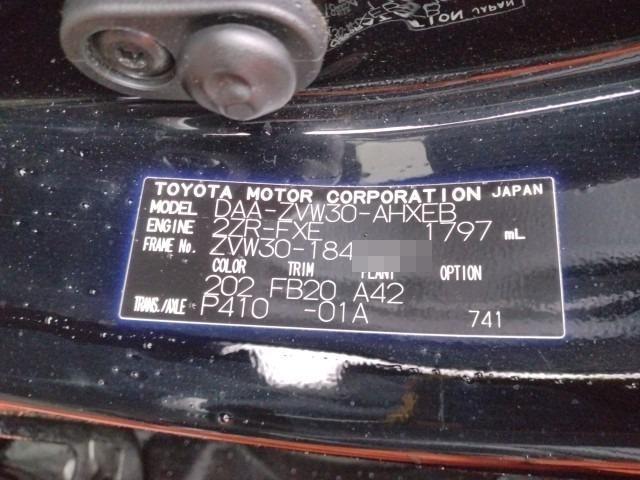 TOYOTA MOTOR CORPORATION JAPAN
MODEL DAA-ZVW30-AHXEB
ENGINE 2ZR-FXE 1797 mL
FRAME No. ZVW30-184
COLOR TRIM PLANT OPTION
202 FB20 A42
TRANS./AXLE P410 -01A 741